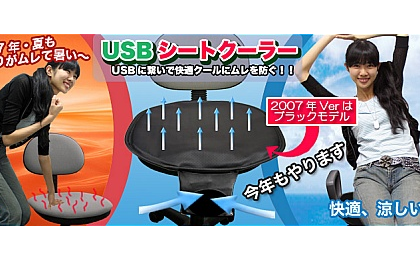 7年・夏も
りがムレて暑い〜
USB シートクーラー
USBに繋いで快適クールにムレを防ぐ！！
2007年Verは
ブラックモデル
今年もやります
快適、涼しい